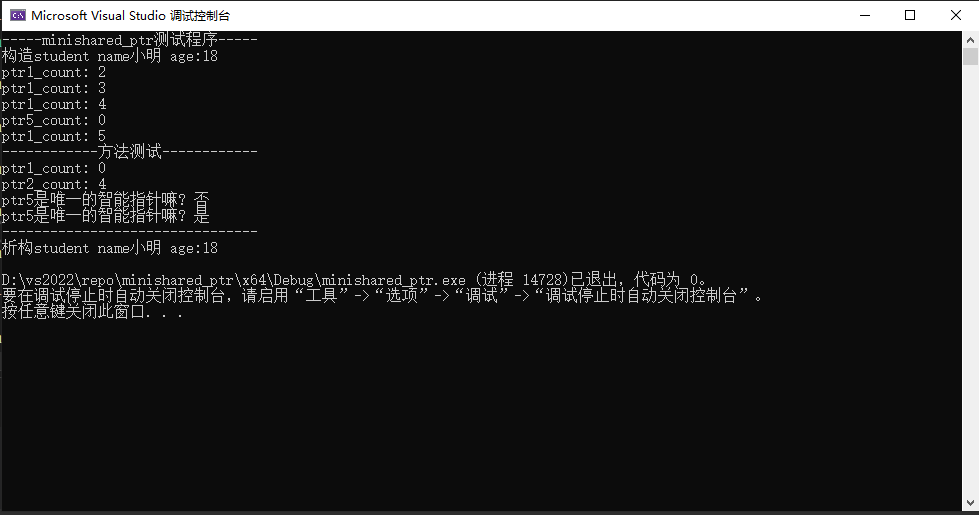 Microsoft Visual Studio 调试控制台
-----minishared_ptr测试程序-----
构造student name小明 age:18
ptr1_count: 2
ptr1_count: 3
ptr1_count: 4
ptr5_count: 0
ptr1_count: 5
------------方法测试------------
ptr1_count: 0
ptr2_count: 4
ptr5是唯一的智能指针嘛？否
ptr5是唯一的智能指针嘛？是
--------------------------------
析构student name小明 age:18
D:\vs2022\repo\minishared_ptr\x64\Debug\minishared_ptr.exe (进程 14728)已退出，代码为 0。
要在调试停止时自动关闭控制台，请启用“工具”->“选项”->“调试”->“调试停止时自动关闭控制台”。
按任意键关闭此窗口. . .